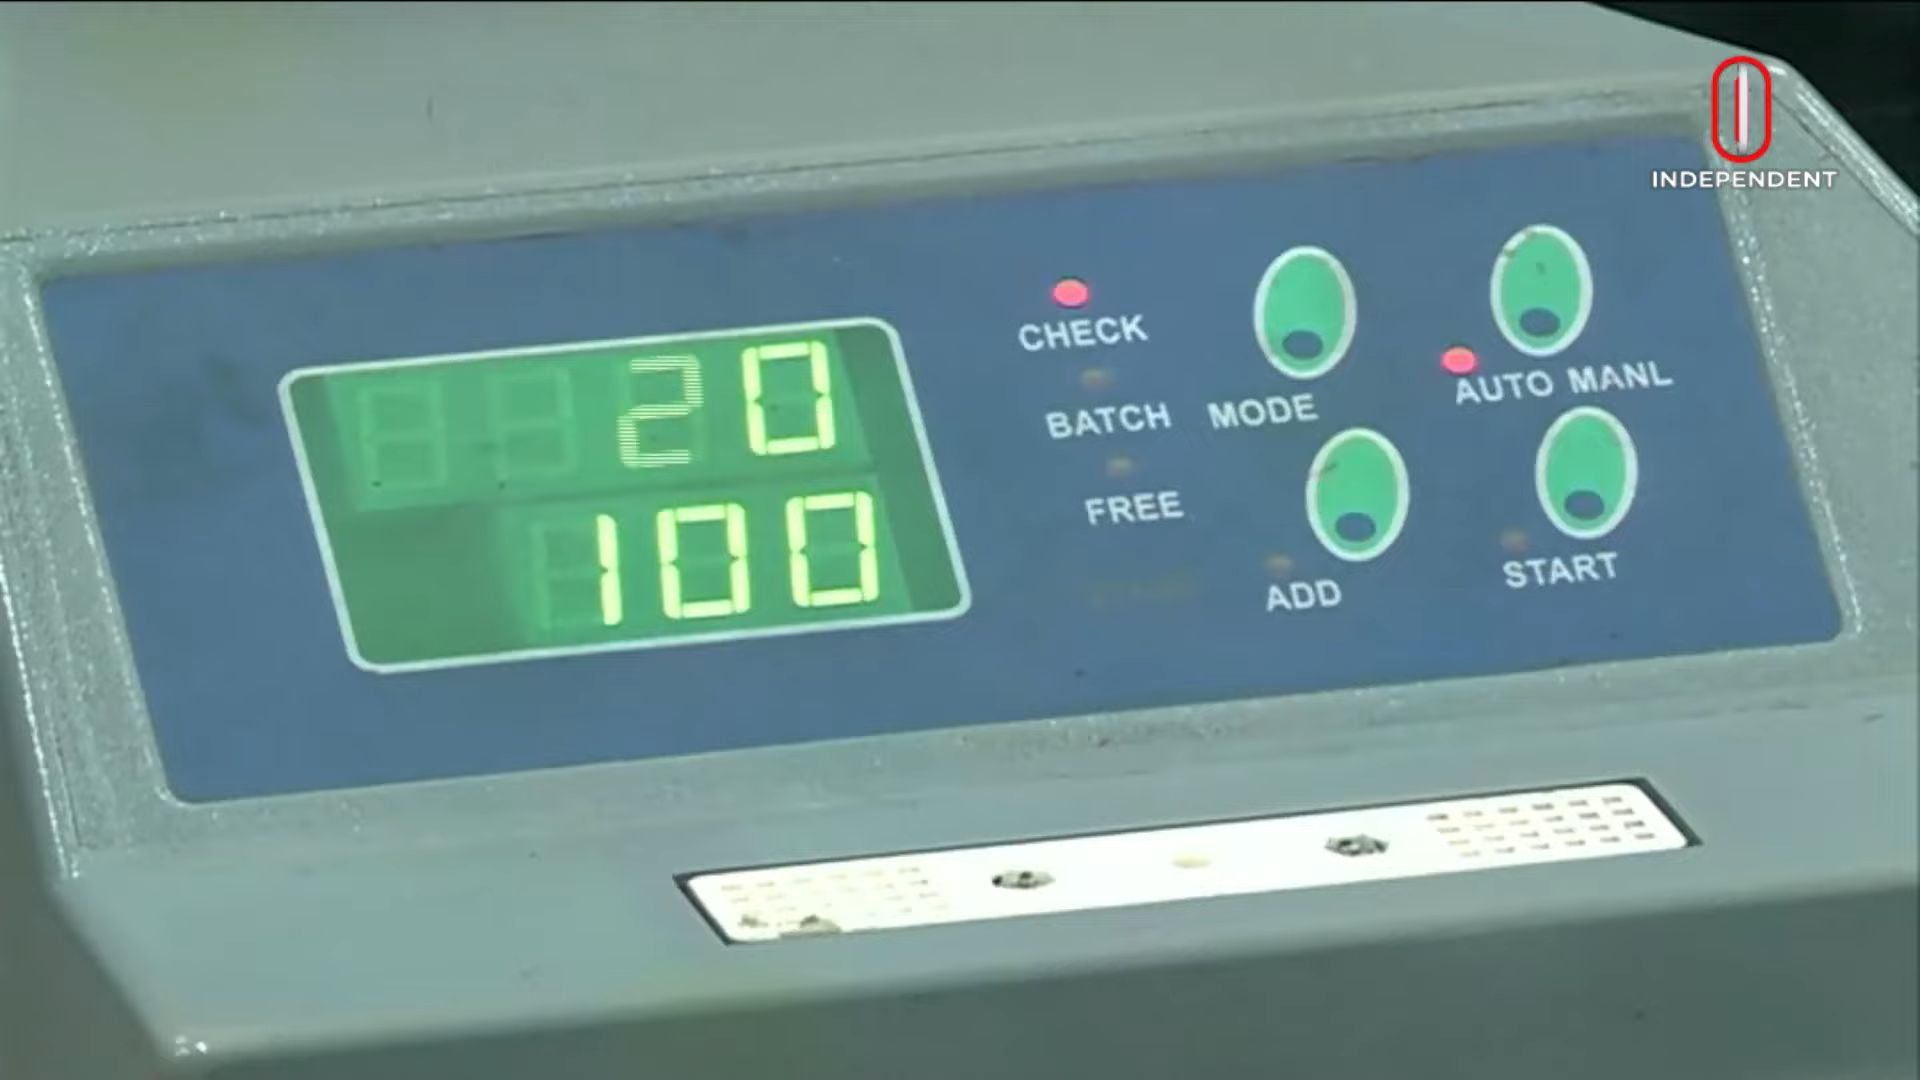 INDEPENDENT
20
100
CHECK
BATCH
FREE
MODE
ADD
AUTO MANL
START